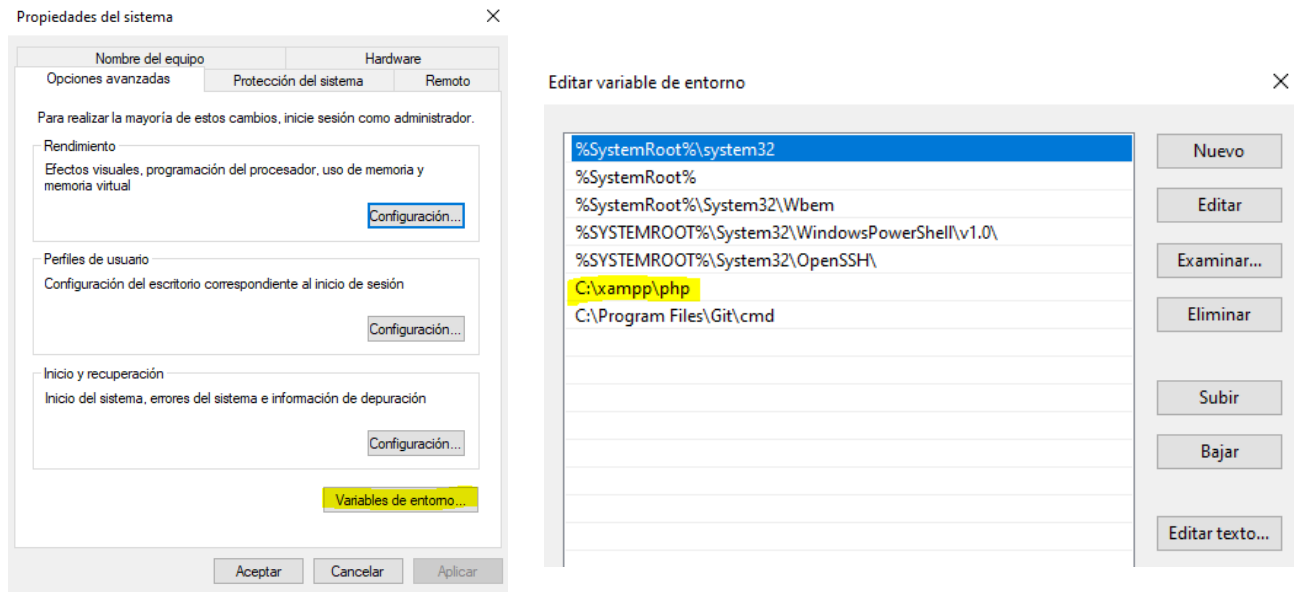 Propiedades del sistema
Nombre del equipo
Hardware
Opciones avanzadas
Protección del sistema
Remoto
Para realizar la mayoría de estos cambios, inicie sesión como administrador.
Rendimiento
Efectos visuales, programación del procesador, uso de memoria y
memoria virtual
Configuración...
Perfiles de usuario
Configuración del escritorio correspondiente al inicio de sesión
Configuración...
Inicio y recuperación
Inicio del sistema, errores del sistema e información de depuración
Configuración...
Variables de entorno...
Aceptar
Cancelar
Aplicar
Editar variable de entorno
%SystemRoot%\system32
%SystemRoot%
%SystemRoot%\System32\Wbem
%SYSTEMROOT%\System32\WindowsPowerShell\v1.0\
%SYSTEMROOT%\System32\OpenSSH\
C:\xampp\php
C:\Program Files\Git\cmd
Nuevo
Editar
Examinar...
Eliminar
Subir
Bajar
Editar texto...